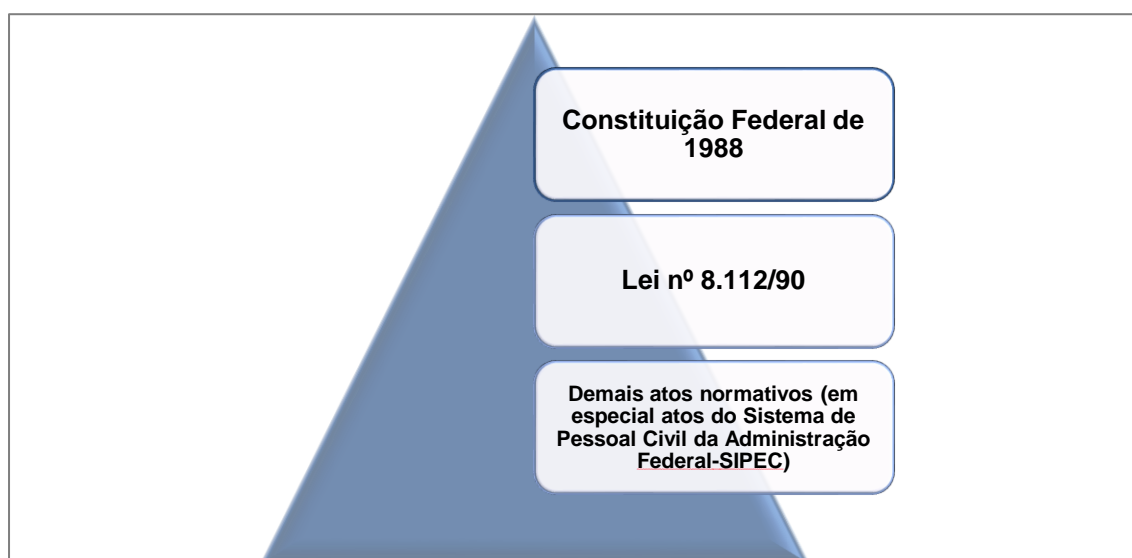 Constituição Federal de
1988
Lei nº 8.112/90
Demais atos normativos (em
especial atos do Sistema de
Pessoal Civil da Administração
Federal-SIPEC)